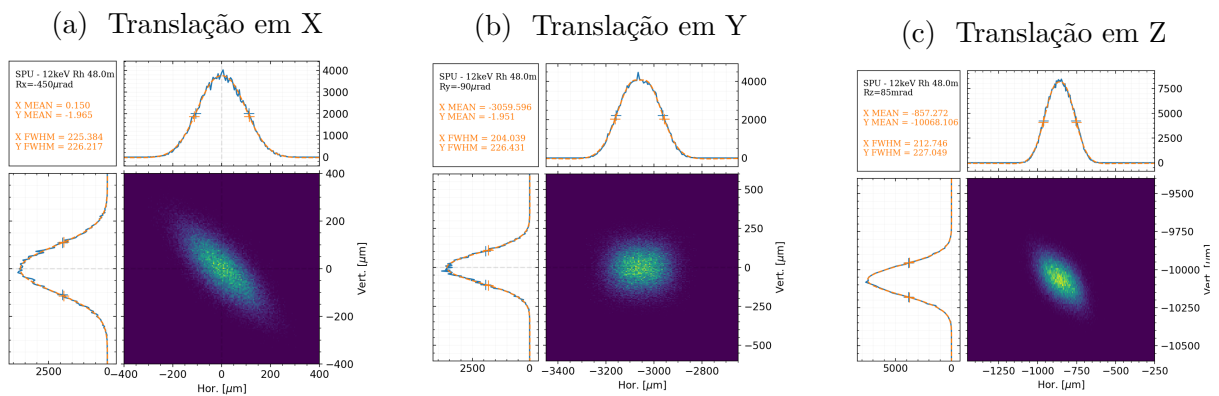 (a) Translação em X
SPU - 12keV Rh 48.0m
Rx=-450μrad
X MEAN = 0.150
Y MEAN = -1.965
X FWHM = 225.384
Y FWHM = 226.217
4000
3000
2000
1000
0
400
200
0
−200
−400
Vert. [μm]
2500
0
−400
−200
0
200
400
Hor. [μm]
(b) Translação em Y
SPU - 12keV Rh 48.0m
Ry=-90μrad
X MEAN = -3059.596
Y MEAN = -1.951
X FWHM = 204.039
Y FWHM = 226.431
4000
2000
0
500
250
0
−250
−500
Vert. [μm]
2500
0
−3400
−3200
−3000
−2800
Hor. [μm]
(c) Translação em Z
SPU - 12keV Rh 48.0m
Rz=85mrad
X MEAN = -857.272
Y MEAN = -10068.106
X FWHM = 212.746
Y FWHM = 227.049
7500
5000
2500
0
−9500
−9750
−10000
−10250
−10500
Vert. [μm]
5000
0
−1250
−1000
−750
−500
−250
Hor. [μm]